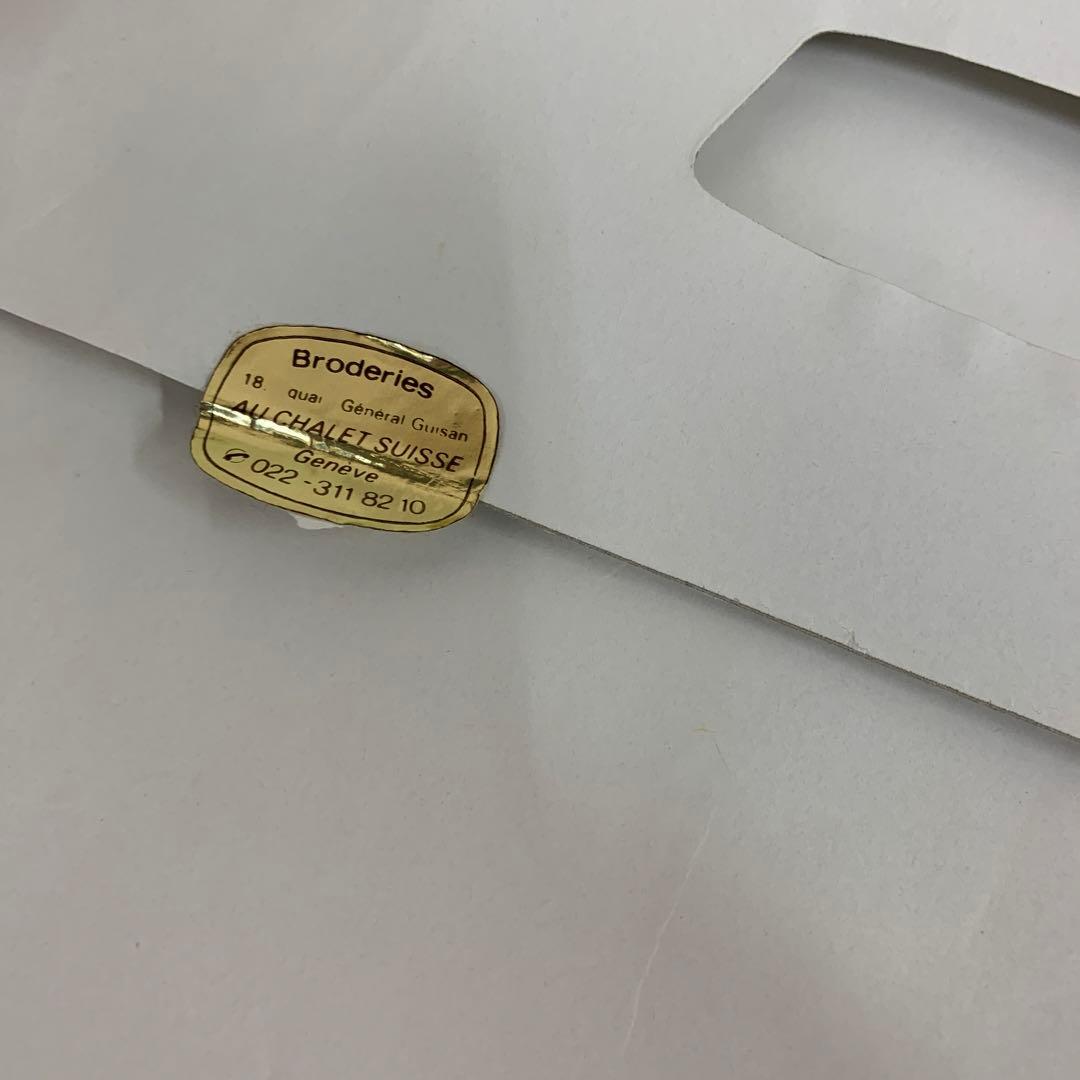 Broderies
18. quai Général Guisan
AU CHALET SUISSE
Genève
✆ 022 - 311 82 10